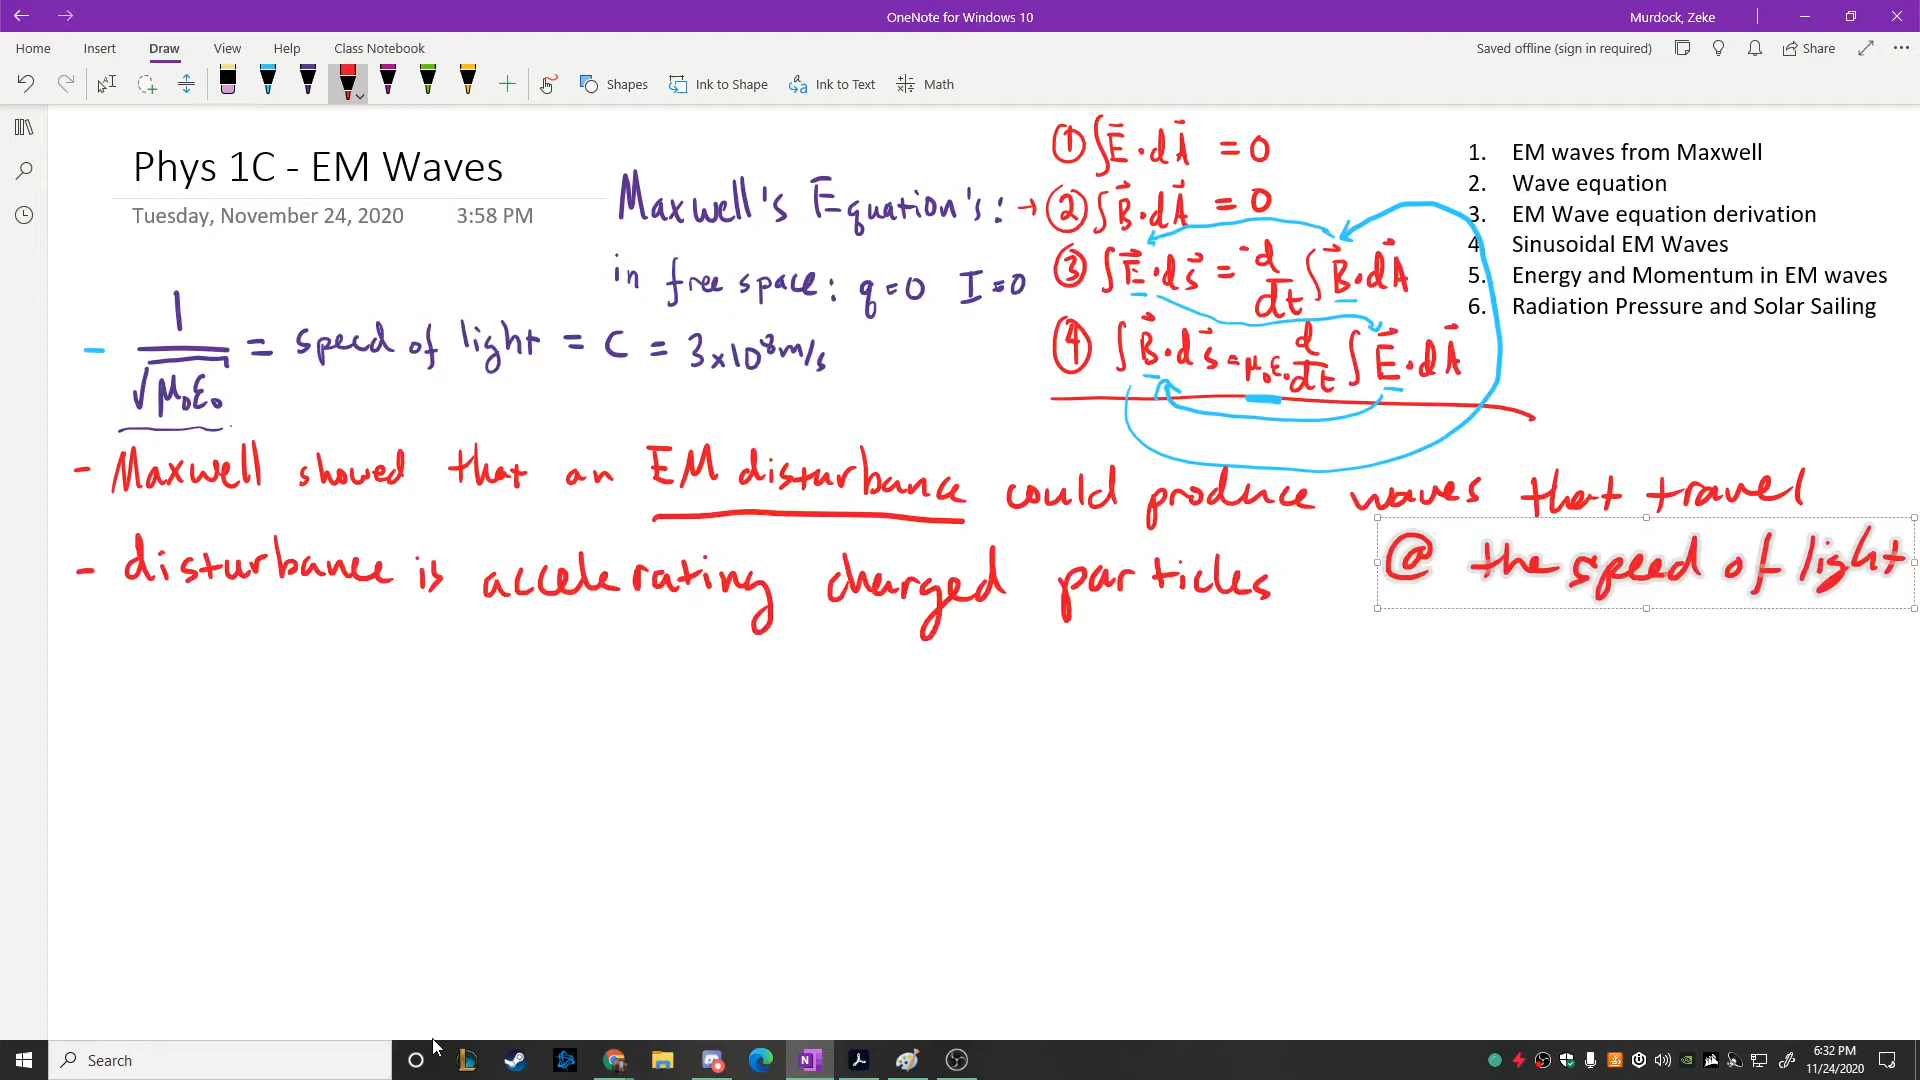 OneNote for Windows 10
Murdock, Zeke
Home Insert Draw View Help Class Notebook
Saved offline (sign in required) Share
Shapes Ink to Shape Ink to Text Math
Phys 1C - EM Waves
Tuesday, November 24, 2020 3:58 PM
Maxwell's Equation's: →
in free space: q = 0 I = 0
① ∫E⃗·dA⃗ = 0
② ∫B⃗·dA⃗ = 0
③ ∫E⃗·ds⃗ = -d/dt ∫B⃗·dA⃗
④ ∫B⃗·ds⃗ = μ₀ε₀ d/dt ∫E⃗·dA⃗
1. EM waves from Maxwell
2. Wave equation
3. EM Wave equation derivation
4. Sinusoidal EM Waves
5. Energy and Momentum in EM waves
6. Radiation Pressure and Solar Sailing
- 1/√μ₀ε₀ = speed of light = C = 3x10⁸m/s
- Maxwell showed that an EM disturbance could produce waves that travel
@ the speed of light
- disturbance is accelerating charged particles
Search
6:32 PM
11/24/2020